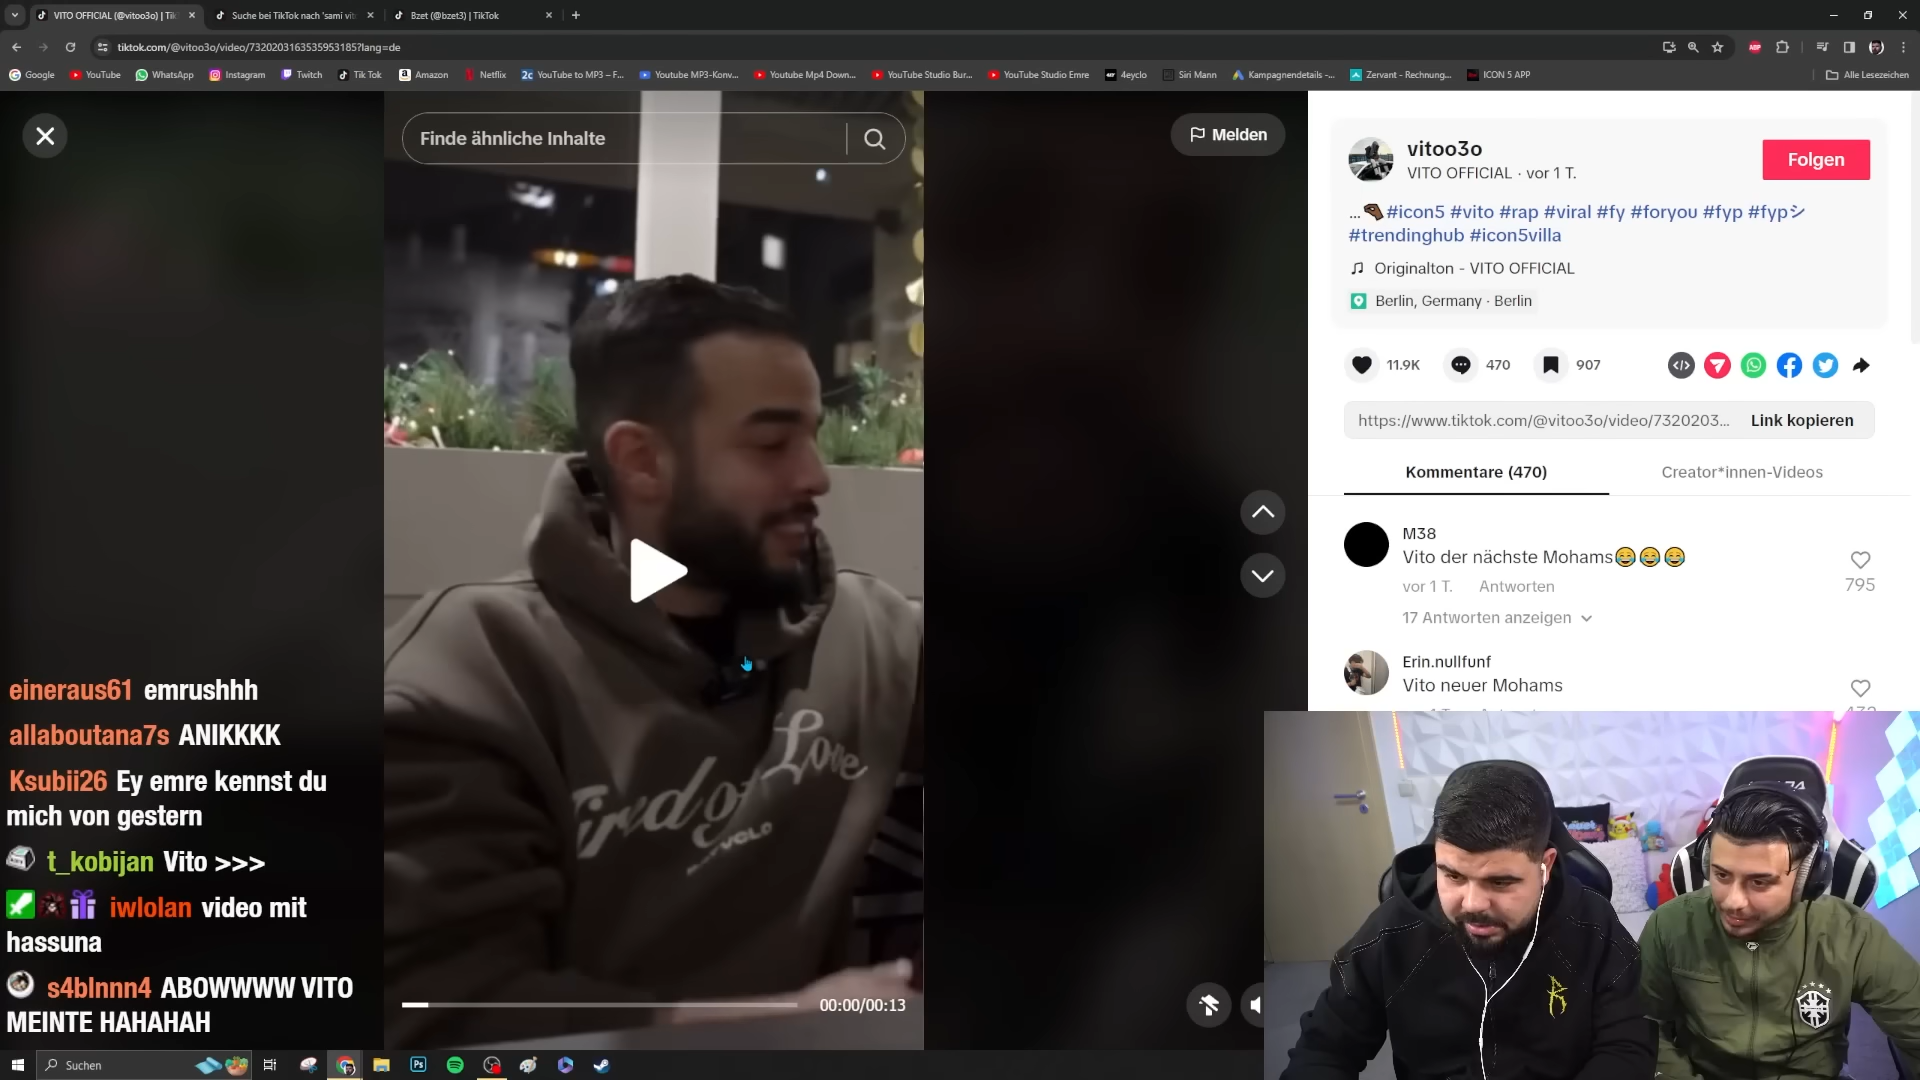 VITO OFFICIAL (@vitoo3o) | Tik
Suche bei TikTok nach 'sami vit
Bzet (@bzet3) | TikTok
tiktok.com/@vitoo3o/video/7320203163535953185?lang=de
Google
YouTube
WhatsApp
Instagram
Twitch
Tik Tok
Amazon
Netflix
YouTube to MP3 – F...
Youtube MP3-Konv...
Youtube Mp4 Down...
YouTube Studio Bur...
YouTube Studio Emre
4eyclo
Siri Mann
Kampagnendetails -...
Zervant - Rechnung...
ICON 5 APP
Alle Lesezeichen
Finde ähnliche Inhalte
Melden
vitoo3o
VITO OFFICIAL · vor 1 T.
Folgen
...🤏🏿#icon5 #vito #rap #viral #fy #foryou #fyp #fypシ
#trendinghub #icon5villa
Originalton - VITO OFFICIAL
Berlin, Germany · Berlin
11.9K
470
907
https://www.tiktok.com/@vitoo3o/video/7320203...
Link kopieren
Kommentare (470)
Creator*innen-Videos
M38
Vito der nächste Mohams😂😂😂
vor 1 T.
Antworten
795
17 Antworten anzeigen
Erin.nullfunf
Vito neuer Mohams
Tired of
Love
eineraus61 emrushhh
allaboutana7s ANIKKKK
Ksubii26 Ey emre kennst du
mich von gestern
t_kobijan Vito >>>
iwlolan video mit
hassuna
s4blnnn4 ABOWWWW VITO
MEINTE HAHAHAH
00:00/00:13
Suchen